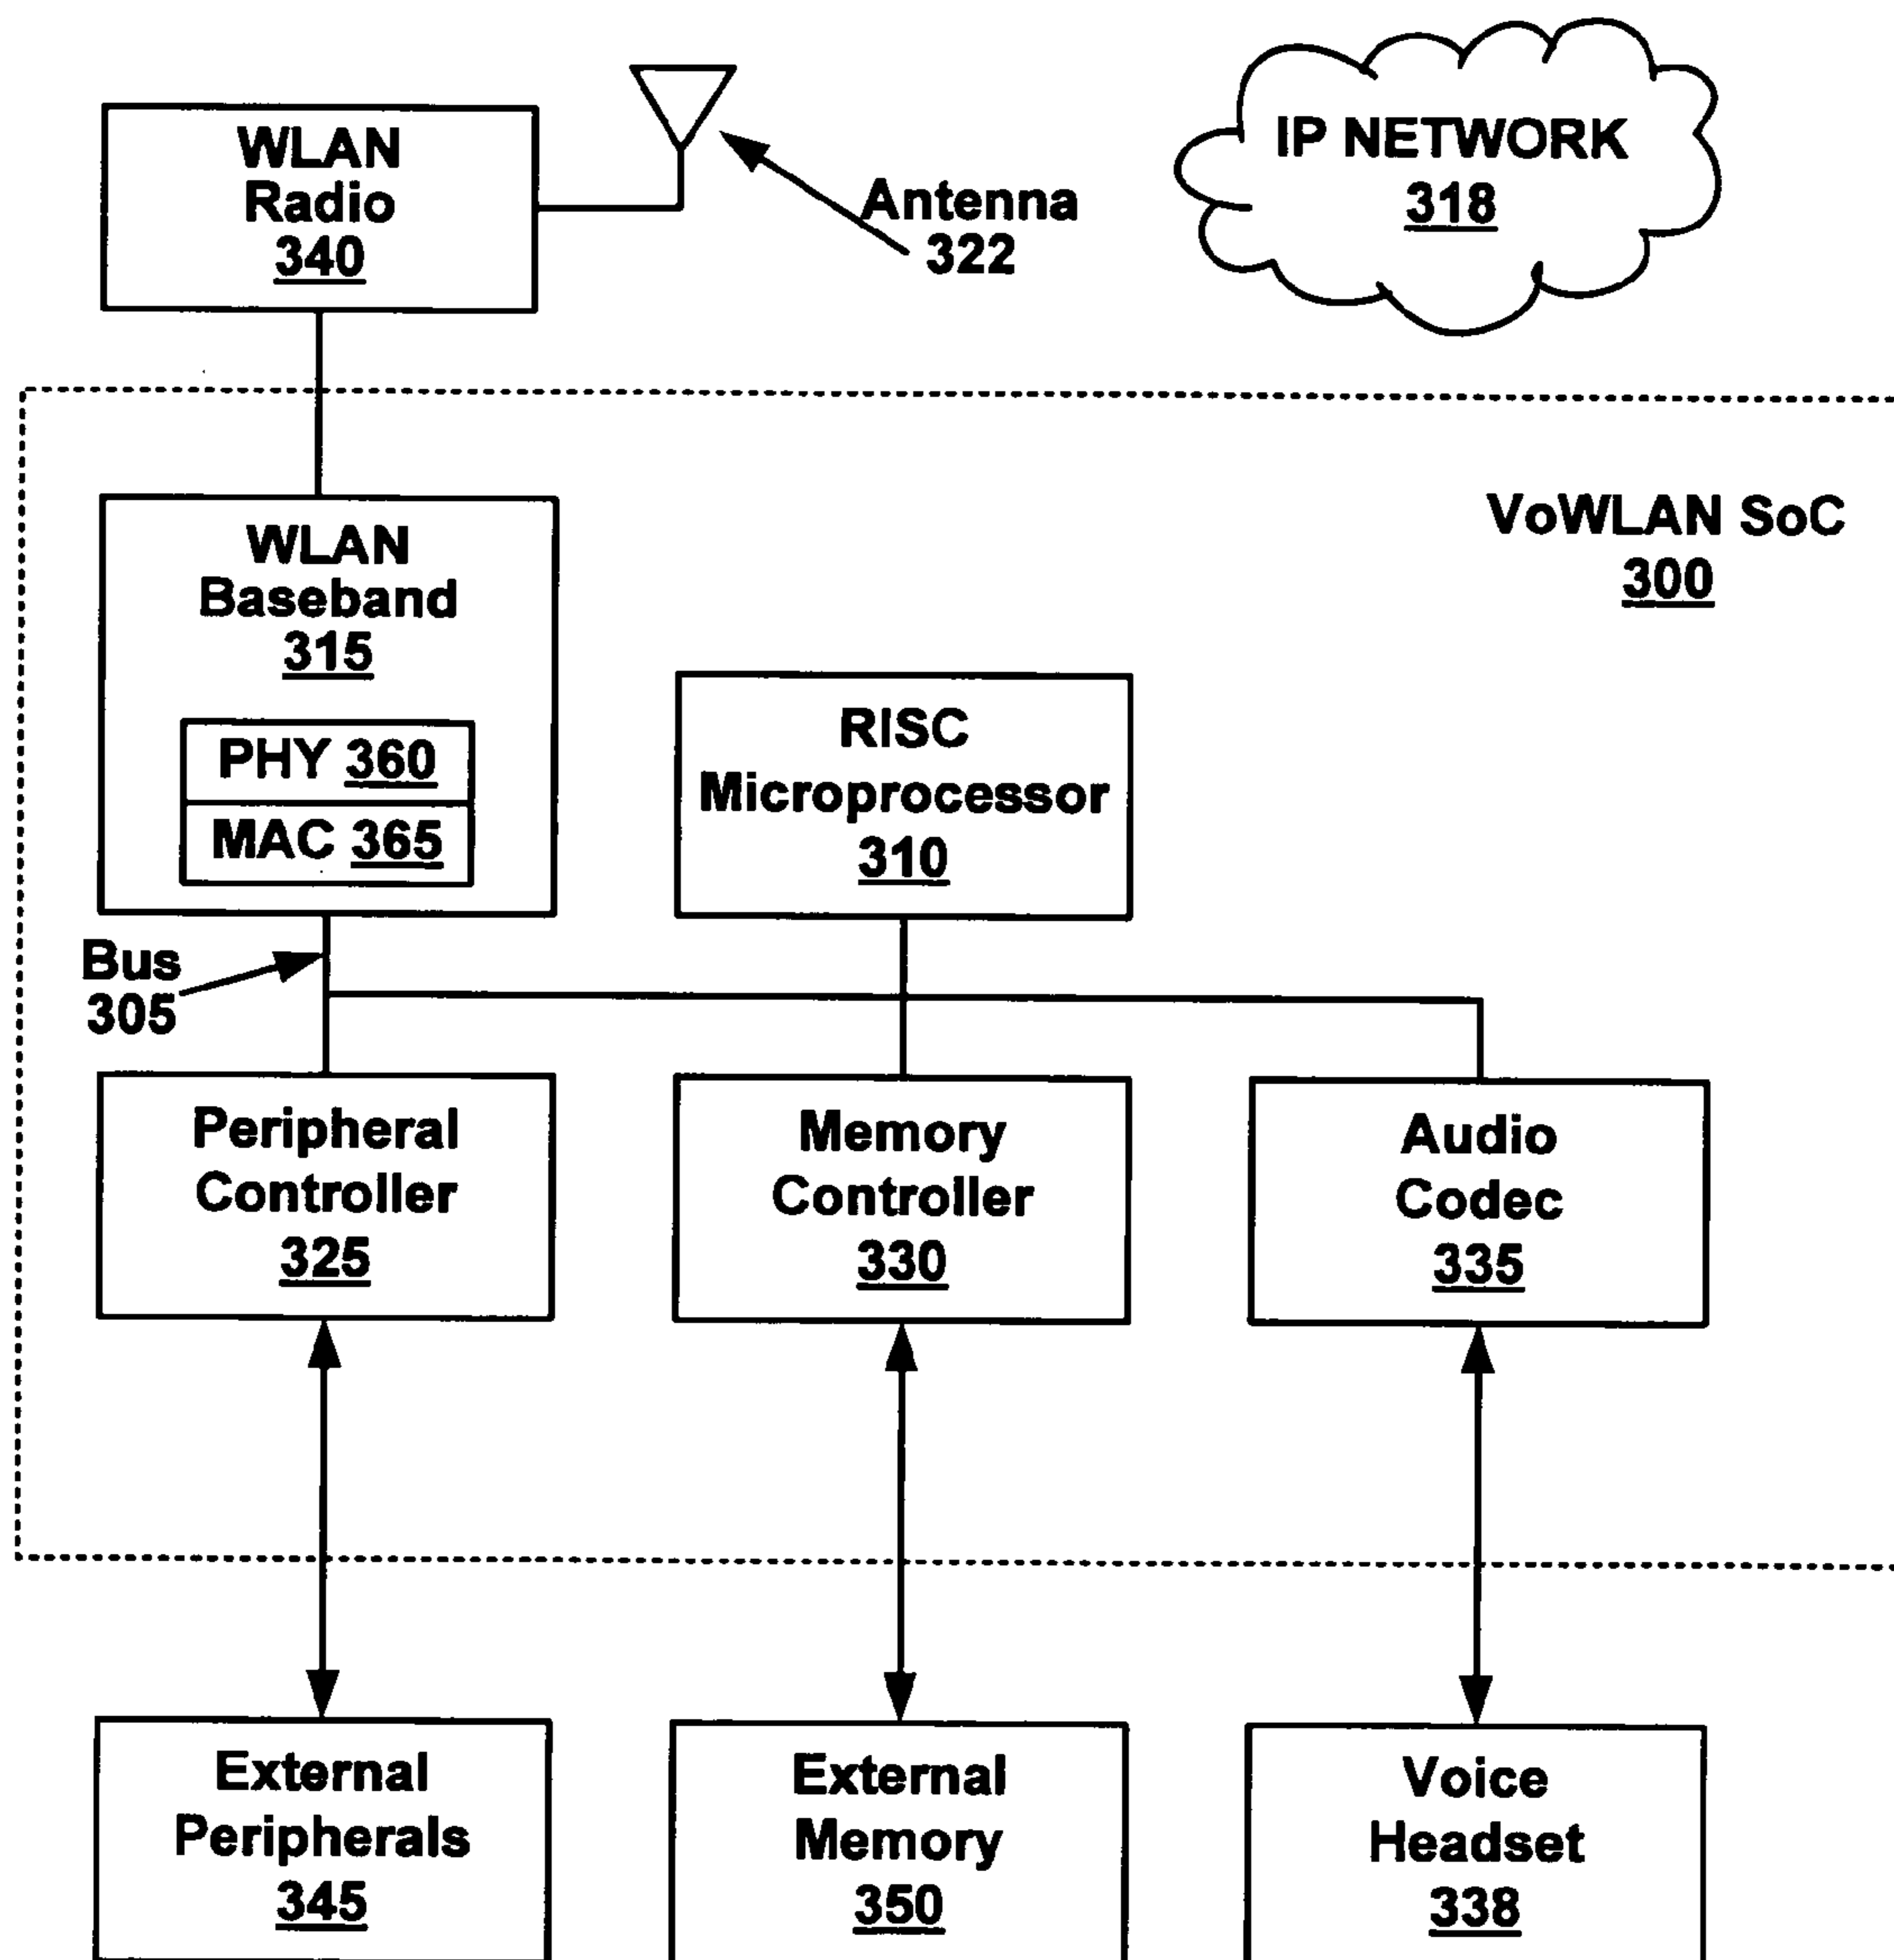 WLAN
Radio
340
Antenna
322
IP NETWORK
318
VoWLAN SoC
300
WLAN
Baseband
315
PHY 360
MAC 365
RISC
Microprocessor
310
Bus
305
Peripheral
Controller
325
Memory
Controller
330
Audio
Codec
335
External
Peripherals
345
External
Memory
350
Voice
Headset
338